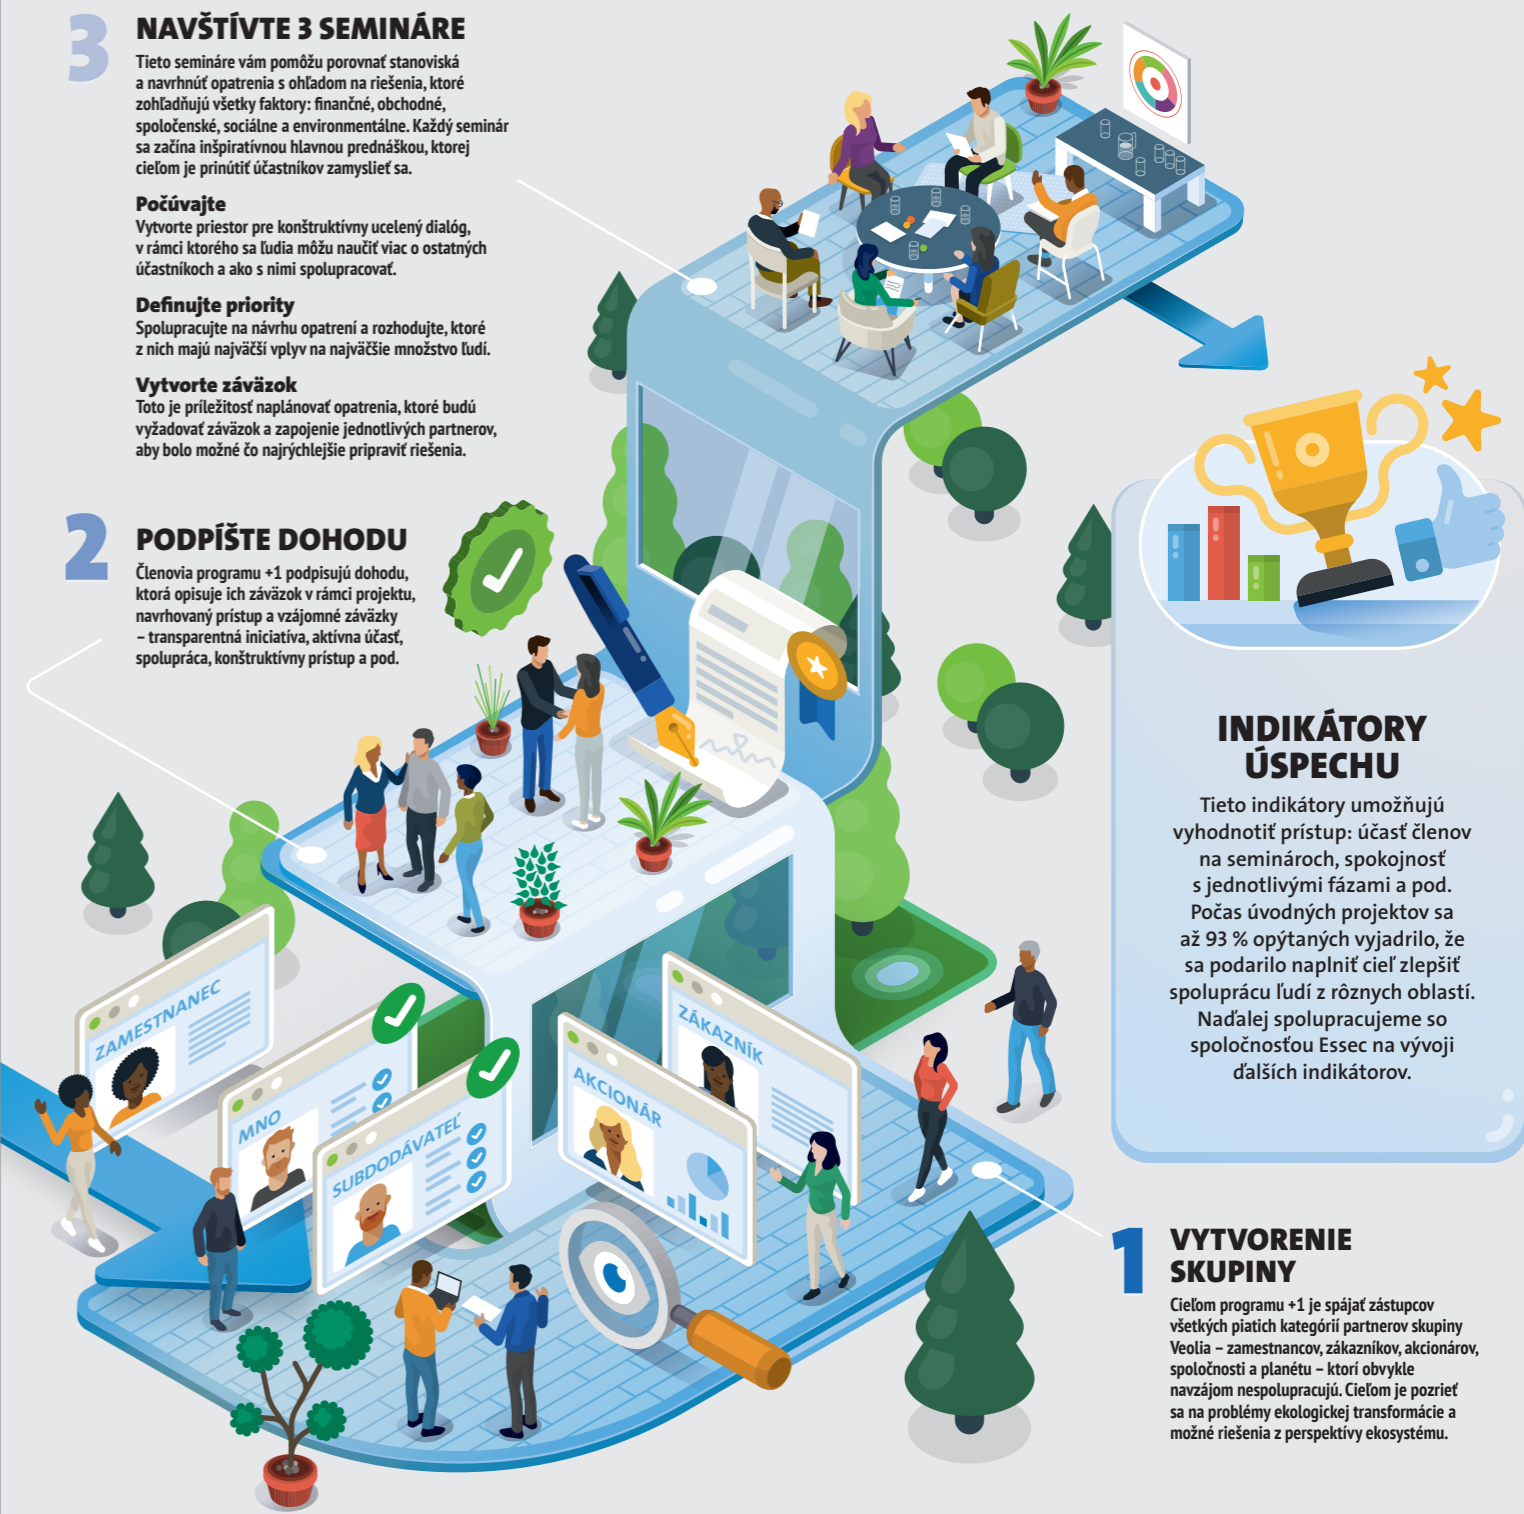 3
NAVŠTÍVTE 3 SEMINÁRE
Tieto semináre vám pomôžu porovnať stanoviská
a navrhnúť opatrenia s ohľadom na riešenia, ktoré
zohľadňujú všetky faktory: finančné, obchodné,
spoločenské, sociálne a environmentálne. Každý seminár
sa začína inšpiratívnou hlavnou prednáškou, ktorej
cieľom je prinútiť účastníkov zamyslieť sa.
Počúvajte
Vytvorte priestor pre konštruktívny ucelený dialóg,
v rámci ktorého sa ľudia môžu naučiť viac o ostatných
účastníkoch a ako s nimi spolupracovať.
Definujte priority
Spolupracujte na návrhu opatrení a rozhodujte, ktoré
z nich majú najväčší vplyv na najväčšie množstvo ľudí.
Vytvorte záväzok
Toto je príležitosť naplánovať opatrenia, ktoré budú
vyžadovať záväzok a zapojenie jednotlivých partnerov,
aby bolo možné čo najrýchlejšie pripraviť riešenia.
2
PODPÍŠTE DOHODU
Členovia programu +1 podpisujú dohodu,
ktorá opisuje ich záväzok v rámci projektu,
navrhovaný prístup a vzájomné záväzky
– transparentná iniciatíva, aktívna účasť,
spolupráca, konštruktívny prístup a pod.
INDIKÁTORY
ÚSPECHU
Tieto indikátory umožňujú
vyhodnotiť prístup: účasť členov
na seminároch, spokojnosť
s jednotlivými fázami a pod.
Počas úvodných projektov sa
až 93 % opýtaných vyjadrilo, že
sa podarilo naplniť cieľ zlepšiť
spoluprácu ľudí z rôznych oblastí.
Naďalej spolupracujeme so
spoločnosťou Essec na vývoji
ďalších indikátorov.
ZAMESTNANEC
MNO
SUBDODÁVATEĽ
AKCIONÁR
ZÁKAZNÍK
1
VYTVORENIE
SKUPINY
Cieľom programu +1 je spájať zástupcov
všetkých piatich kategórií partnerov skupiny
Veolia – zamestnancov, zákazníkov, akcionárov,
spoločnosti a planétu – ktorí obvykle
navzájom nespolupracujú. Cieľom je pozrieť
sa na problémy ekologickej transformácie a
možné riešenia z perspektívy ekosystému.